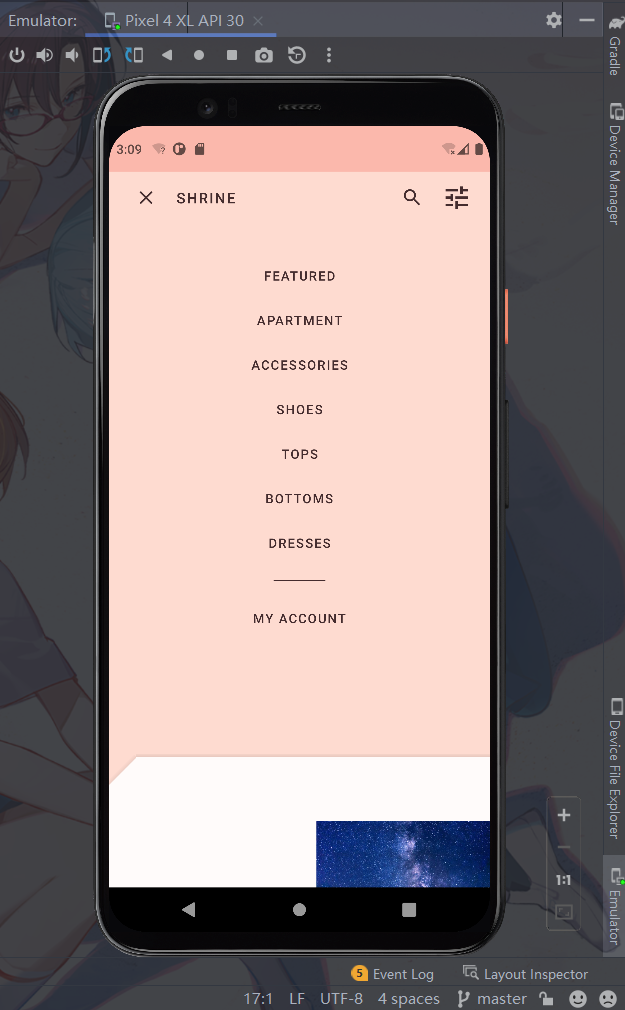 Emulator: Pixel 4 XL API 30
Gradle
Device Manager
3:09
SHRINE
FEATURED
APARTMENT
ACCESSORIES
SHOES
TOPS
BOTTOMS
DRESSES
MY ACCOUNT
Device File Explorer
1:1
Emulator
5 Event Log Layout Inspector
17:1 LF UTF-8 4 spaces master